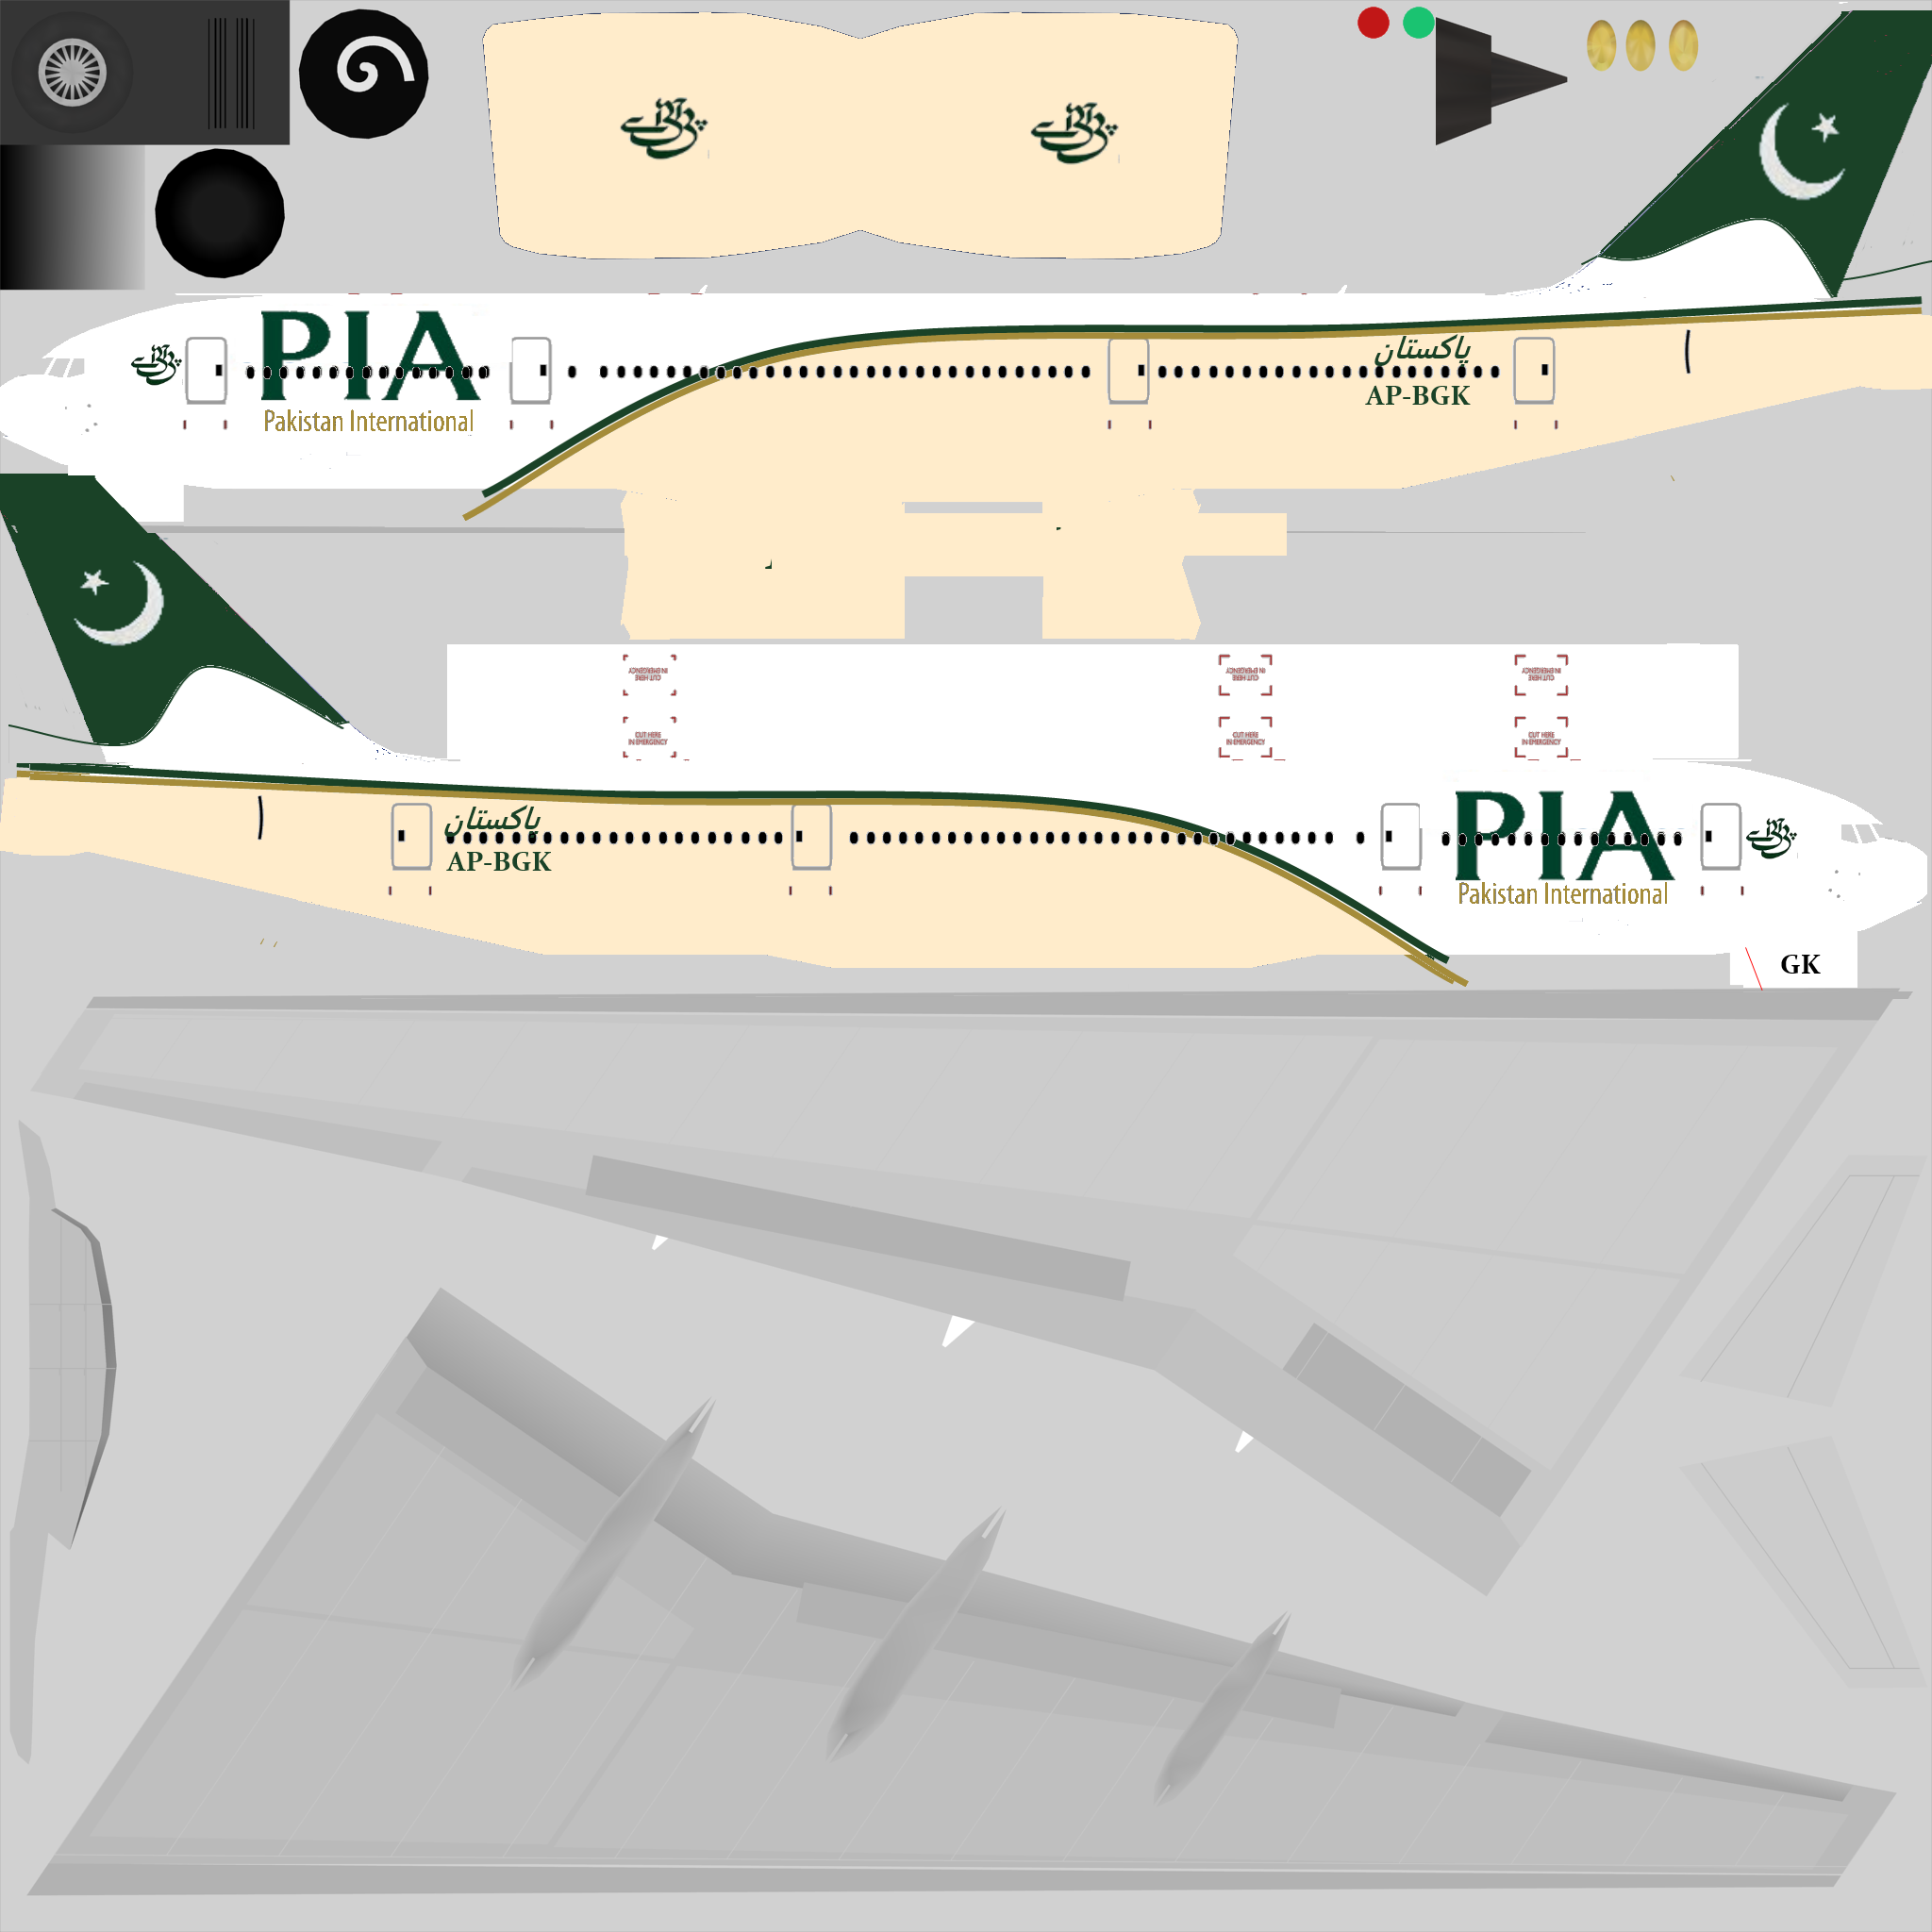 PIA
Pakistan International
پاکستان
AP-BGK
CUT HERE
IN EMERGENCY
CUT HERE
IN EMERGENCY
CUT HERE
IN EMERGENCY
CUT HERE
IN EMERGENCY
CUT HERE
IN EMERGENCY
CUT HERE
IN EMERGENCY
پاکستان
AP-BGK
PIA
Pakistan International
GK